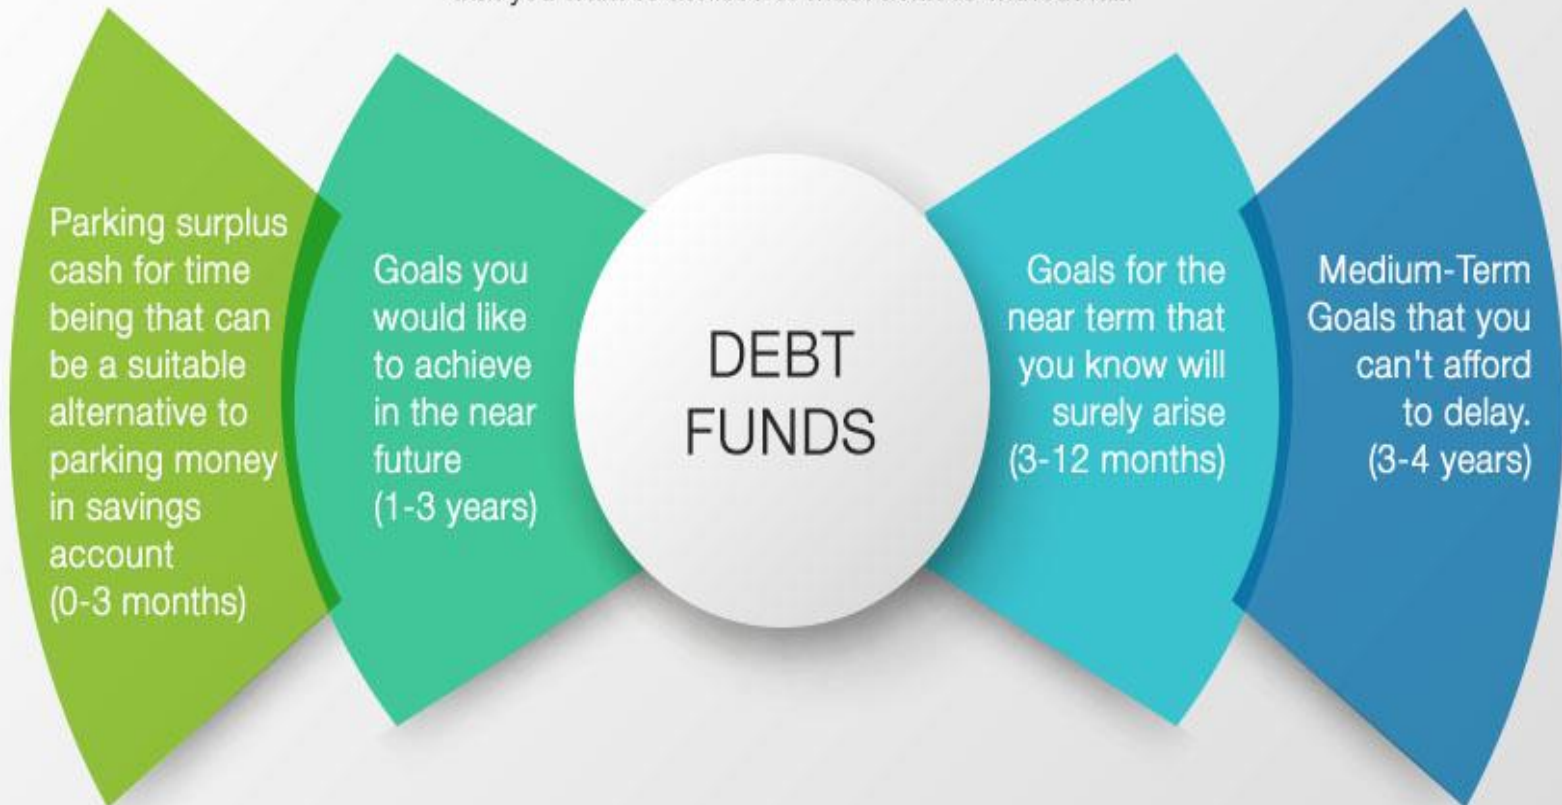 Parking surplus
cash for time
being that can
be a suitable
alternative to
parking money
in savings
account
(0-3 months)
Goals you
would like
to achieve
in the near
future
(1-3 years)
DEBT
FUNDS
Goals for the
near term that
you know will
surely arise
(3-12 months)
Medium-Term
Goals that you
can't afford
to delay.
(3-4 years)